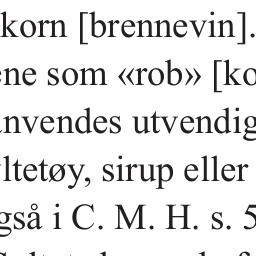 korn [brennevin].
ene som «rob» [ko
anvendes utvendig
ltetøy, sirup eller
gså i C. M. H. s. 5